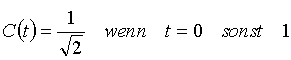 C(t) = 1/√2 wenn t = 0 sonst 1